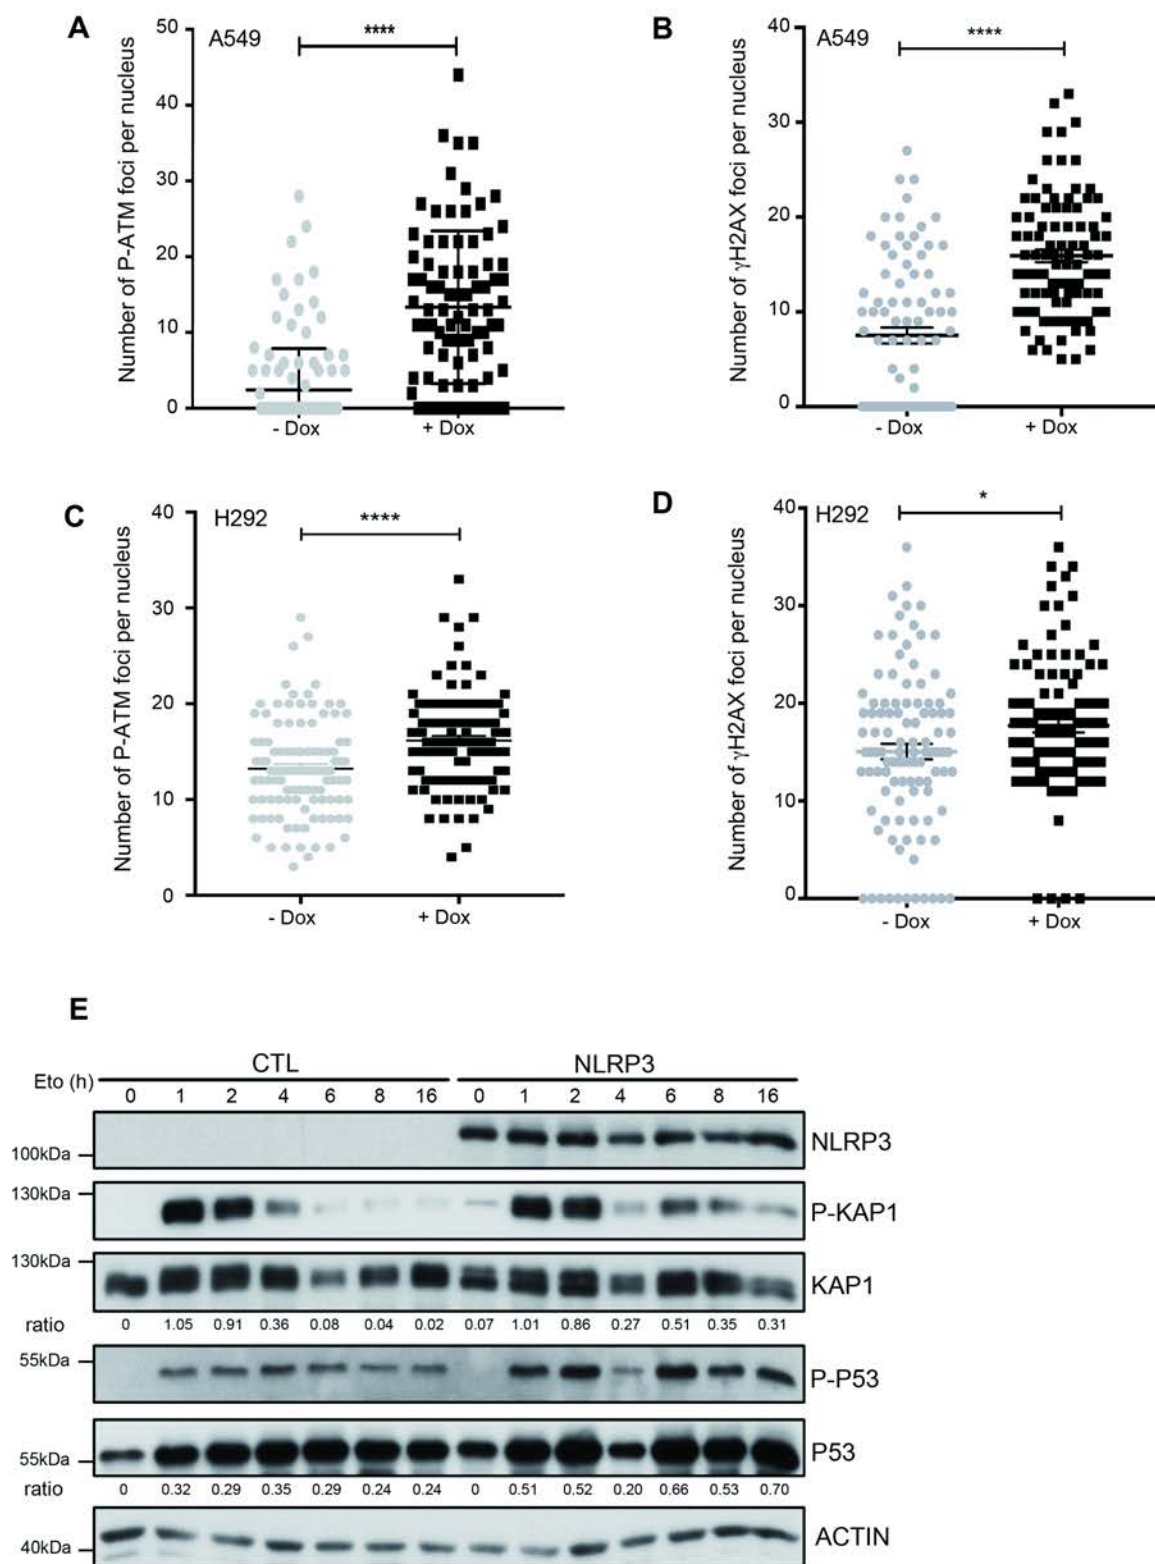 A
B
A549
****
A549
****
Number of P-ATM foci per nucleus
50
40
30
20
10
0
- Dox
+ Dox
Number of γH2AX foci per nucleus
40
30
20
10
0
- Dox
+ Dox
C
D
H292
****
H292
*
Number of P-ATM foci per nucleus
40
30
20
10
0
- Dox
+ Dox
Number of γH2AX foci per nucleus
40
30
20
10
0
- Dox
+ Dox
E
CTL NLRP3
Eto (h) 0 1 2 4 6 8 16 0 1 2 4 6 8 16
100kDa NLRP3
130kDa P-KAP1
130kDa KAP1
ratio 0 1.05 0.91 0.36 0.08 0.04 0.02 0.07 1.01 0.86 0.27 0.51 0.35 0.31
55kDa P-P53
55kDa P53
ratio 0 0.32 0.29 0.35 0.29 0.24 0.24 0 0.51 0.52 0.20 0.66 0.53 0.70
40kDa ACTIN